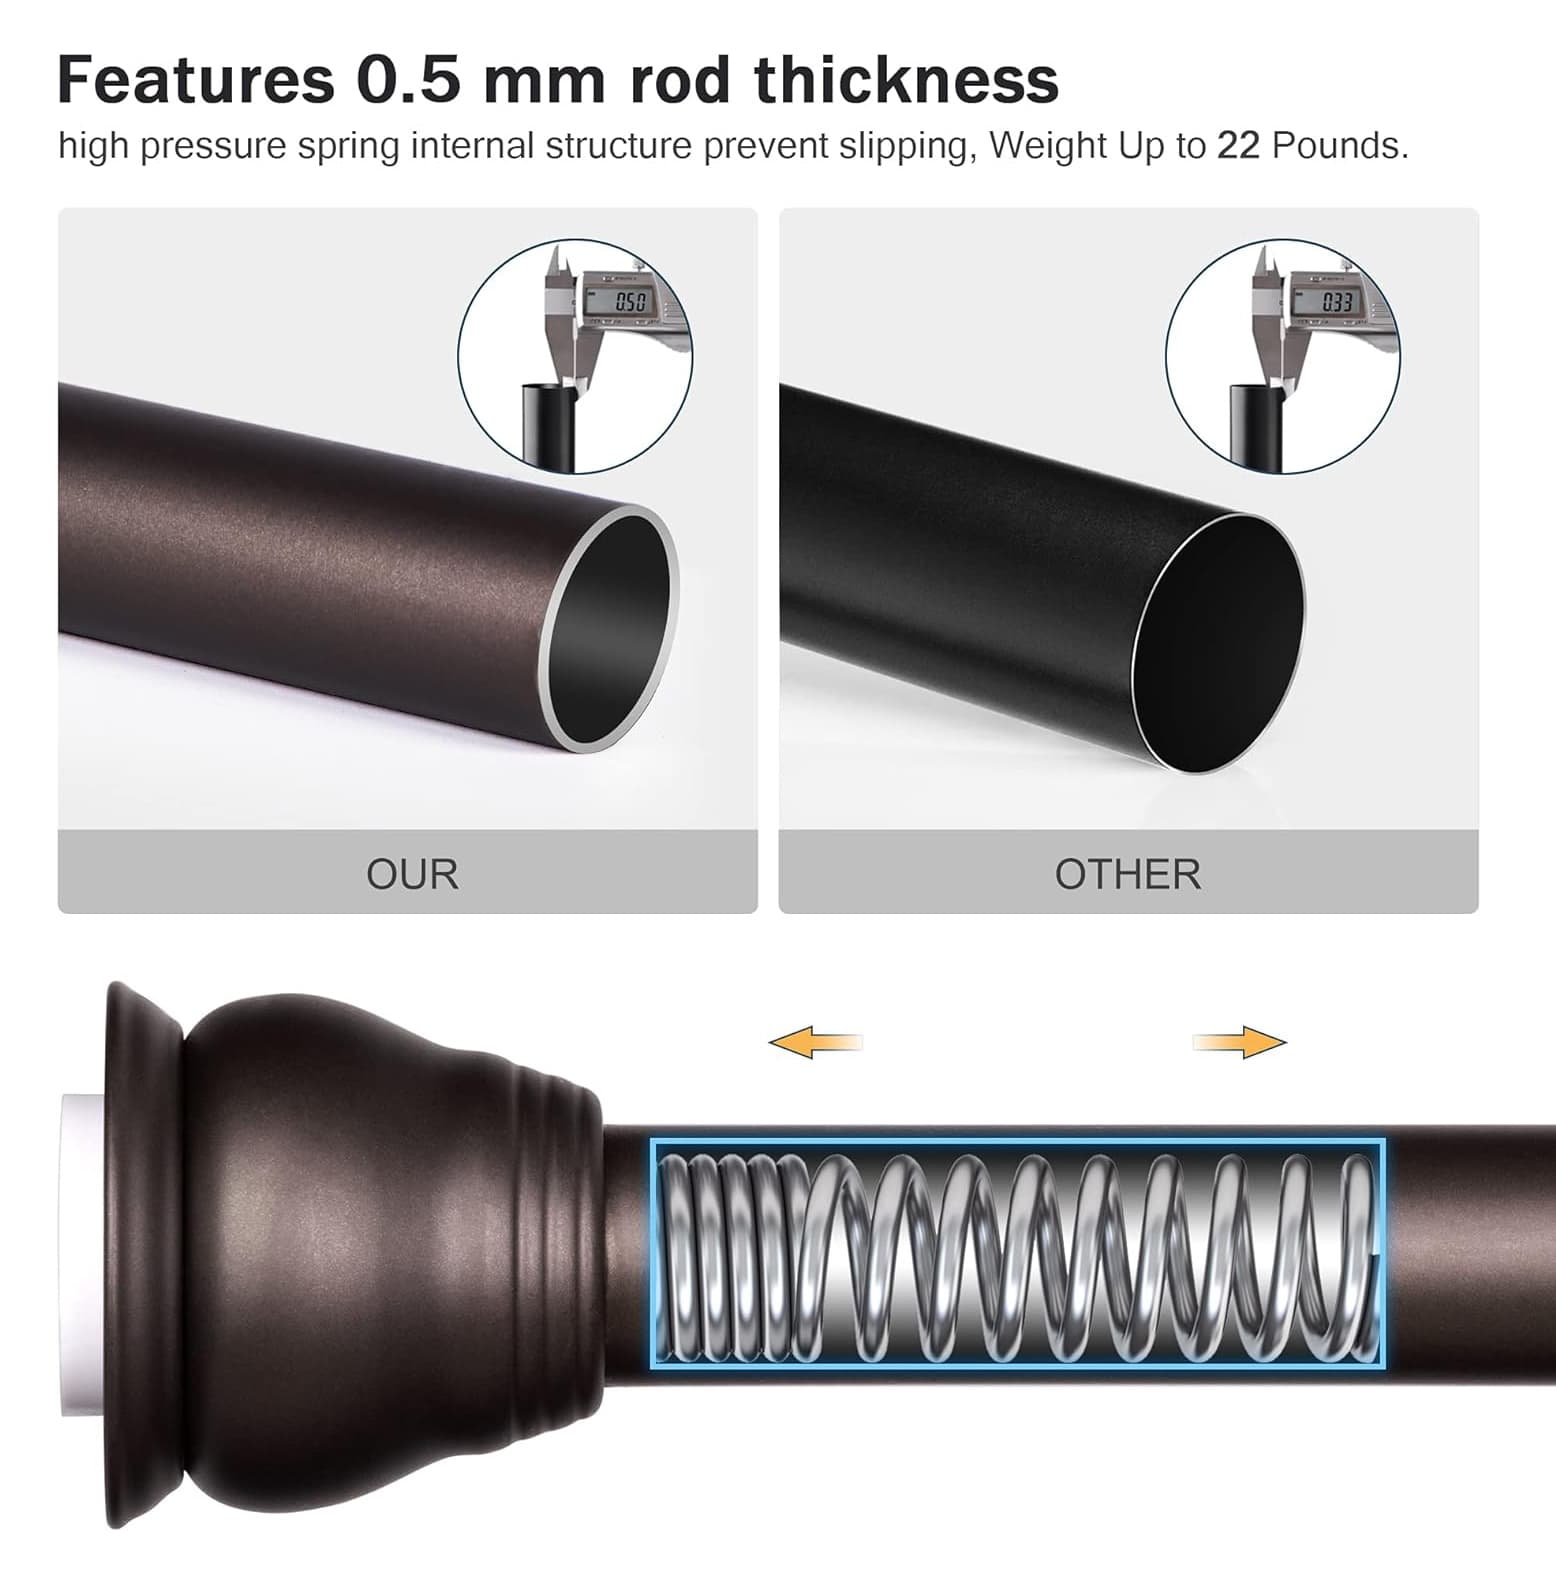 Features 0.5 mm rod thickness
high pressure spring internal structure prevent slipping, Weight Up to 22 Pounds.
0.50
0.33
OUR
OTHER